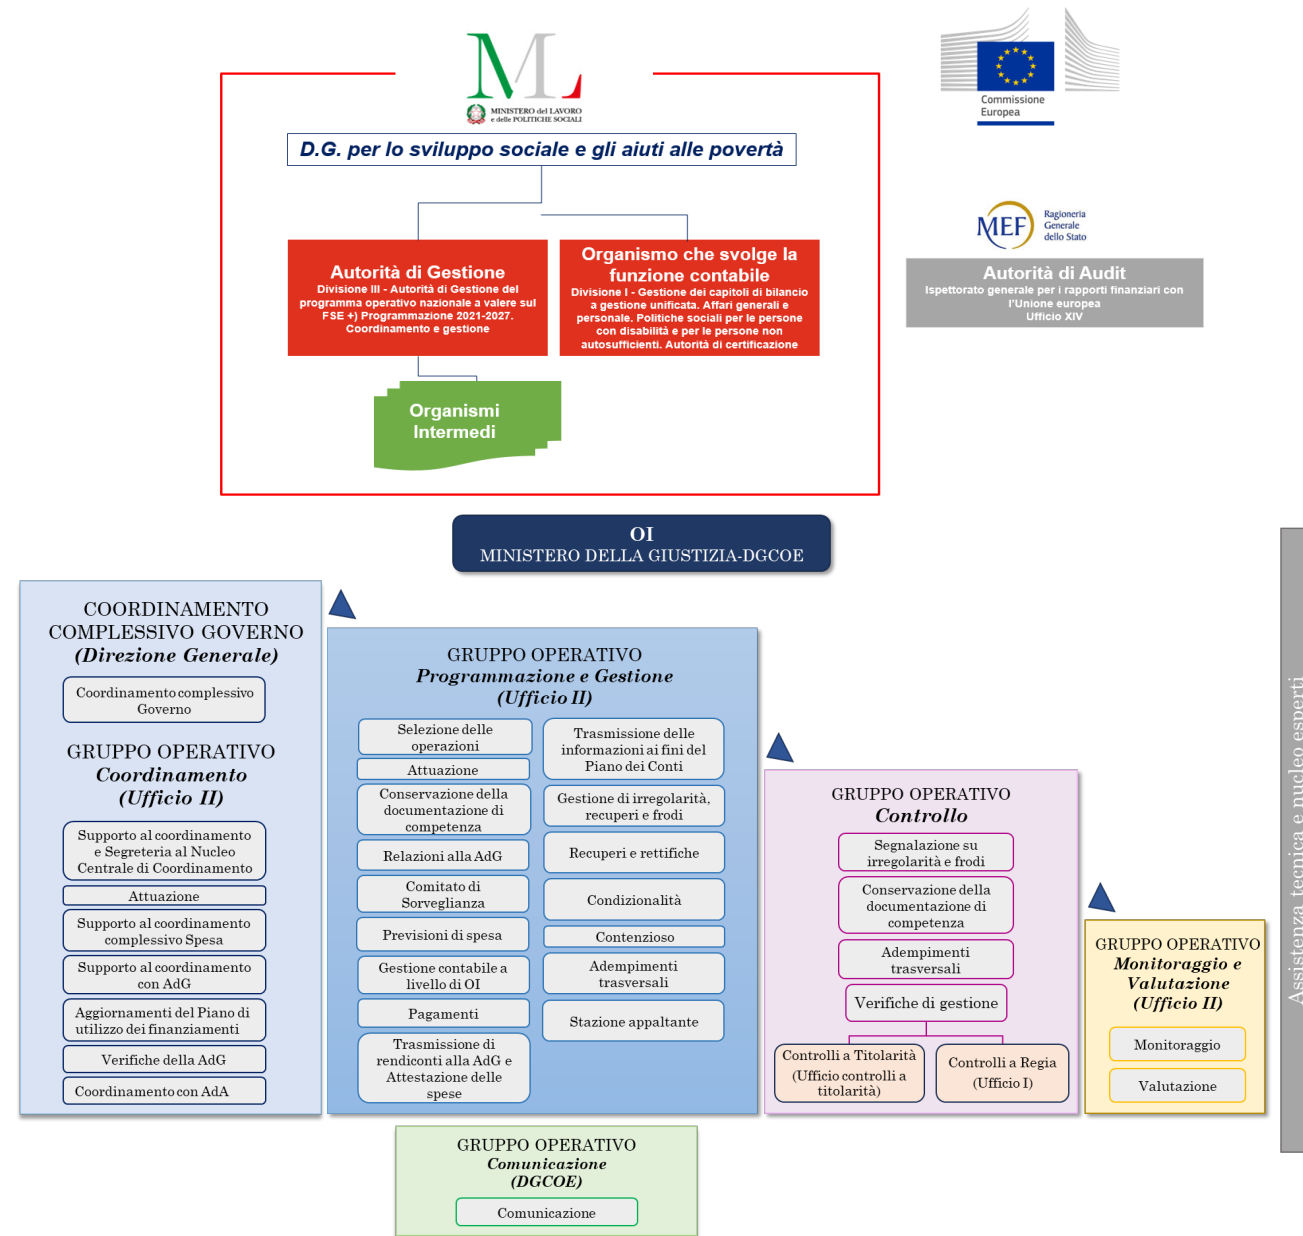 ML
MINISTERO del LAVORO
e delle POLITICHE SOCIALI
D.G. per lo sviluppo sociale e gli aiuti alle povertà
Commissione
Europea
Autorità di Gestione
Divisione III - Autorità di Gestione del
programma operativo nazionale a valere sul
FSE +) Programmazione 2021-2027.
Coordinamento e gestione
Organismo che svolge la
funzione contabile
Divisione I - Gestione dei capitoli di bilancio
a gestione unificata. Affari generali e
personale. Politiche sociali per le persone
con disabilità e per le persone non
autosufficienti. Autorità di certificazione
MEF
Ragioneria
Generale
dello Stato
Autorità di Audit
Ispettorato generale per i rapporti finanziari con
l'Unione europea
Ufficio XIV
Organismi
Intermedi
OI
MINISTERO DELLA GIUSTIZIA-DGCOE
COORDINAMENTO
COMPLESSIVO GOVERNO
(Direzione Generale)
Coordinamento complessivo
Governo
GRUPPO OPERATIVO
Coordinamento
(Ufficio II)
Supporto al coordinamento
e Segreteria al Nucleo
Centrale di Coordinamento
Attuazione
Supporto al coordinamento
complessivo Spesa
Supporto al coordinamento
con AdG
Aggiornamenti del Piano di
utilizzo dei finanziamenti
Verifiche della AdG
Coordinamento con AdA
GRUPPO OPERATIVO
Programmazione e Gestione
(Ufficio II)
Selezione delle
operazioni
Attuazione
Conservazione della
documentazione di
competenza
Relazioni alla AdG
Comitato di
Sorveglianza
Previsioni di spesa
Gestione contabile a
livello di OI
Pagamenti
Trasmissione di
rendiconti alla AdG e
Attestazione delle
spese
Trasmissione delle
informazioni ai fini del
Piano dei Conti
Gestione di irregolarità,
recuperi e frodi
Recuperi e rettifiche
Condizionalità
Contenzioso
Adempimenti
trasversali
Stazione appaltante
GRUPPO OPERATIVO
Controllo
Segnalazione su
irregolarità e frodi
Conservazione della
documentazione di
competenza
Adempimenti
trasversali
Verifiche di gestione
Controlli a Titolarità
(Ufficio controlli a
titolarità)
Controlli a Regia
(Ufficio I)
GRUPPO OPERATIVO
Monitoraggio e
Valutazione
(Ufficio II)
Monitoraggio
Valutazione
Assistenza tecnica e nucleo esperti
GRUPPO OPERATIVO
Comunicazione
(DGCOE)
Comunicazione